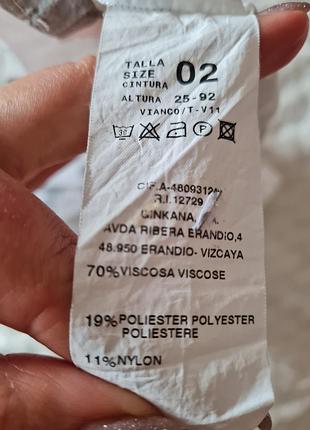 TALLA
SIZE 02
CINTURA
ALTURA 25-92
VIANCO/T-V11
30 A P
R.I.12729
GINKANA,
AVDA RIBERA ERANDIO,4
48.950 ERANDIO- VIZCAYA
70%VISCOSA VISCOSE
19%POLIESTER POLYESTER
POLIESTERE
11%NYLON